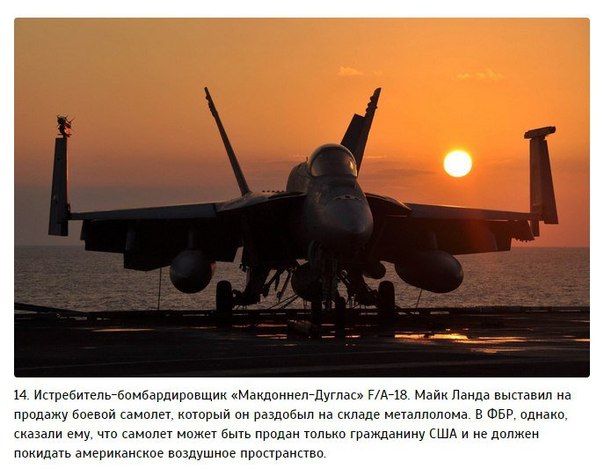 14. Истребитель-бомбардировщик «Макдоннел-Дуглас» F/A-18. Майк Ланда выставил на
продажу боевой самолет, который он раздобыл на складе металлолома. В ФБР, однако,
сказали ему, что самолет может быть продан только гражданину США и не должен
покидать американское воздушное пространство.